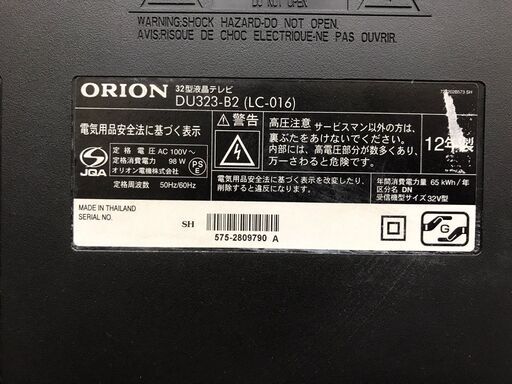 DO NOT OPEN
WARNING:SHOCK HAZARD-DO NOT OPEN.
AVIS:RISQUE DE CHOC ELECTRIQUE-NE PAS OUVRIR.
ORION
32型液晶テレビ
DU323-B2 (LC-016)
電気用品安全法に基づく表示
JQA
定格電圧 AC 100V～
定格消費電力 98 W
オリオン電機株式会社
定格周波数 50Hz/60Hz
PSE
警告
高圧注意 サービスマン以外の方は、
裏ぶたをあけないでください。
内部には、高電圧部分が数多くあり、
万一さわると危険です。
電気用品安全法に基づく表示を改変したり、
削除すると違反になります。
12年製
年間消費電力量 65 kWh/年
区分名 DN
受信機型サイズ 32V型
MADE IN THAILAND
SERIAL NO.
SH
575-2809790 A
G